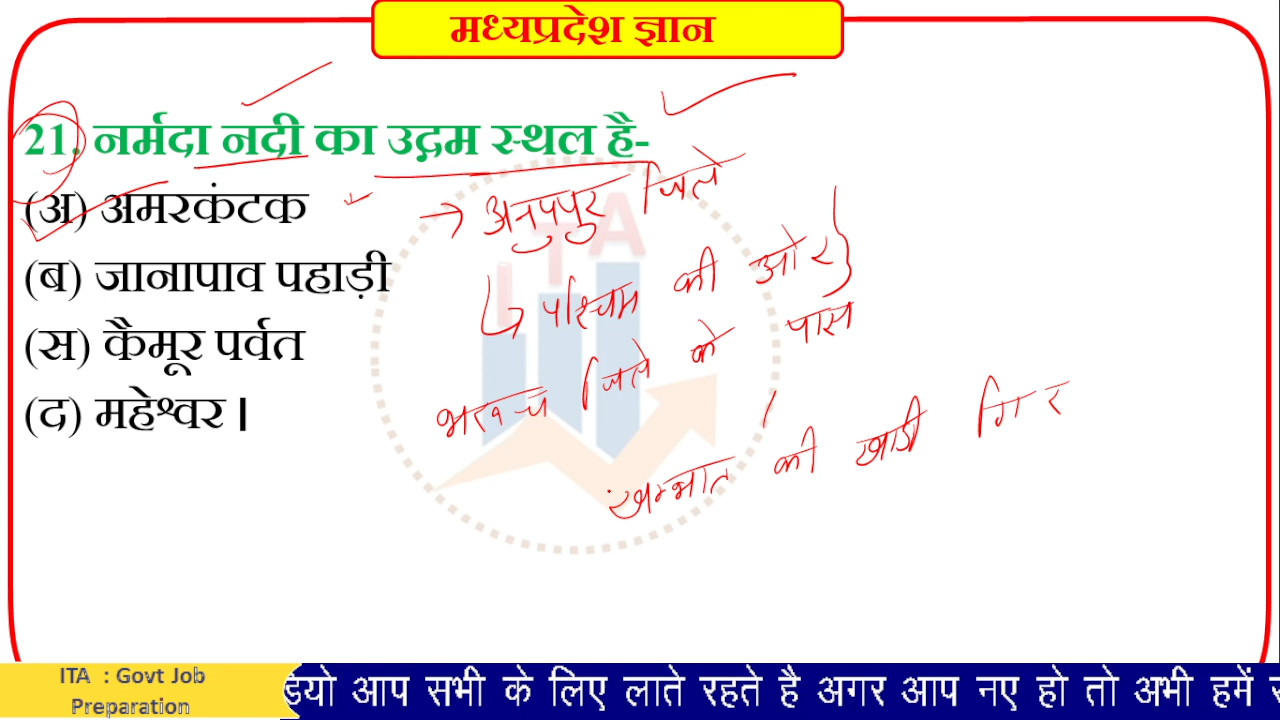 मध्यप्रदेश ज्ञान
21. नर्मदा नदी का उद्गम स्थल है-
(अ) अमरकंटक
→ अनुपपुर जिले
(ब) जानापाव पहाड़ी
पश्चिम की ओर
(स) कैमूर पर्वत
भरूच जिले के पास
(द) महेश्वर।
खम्भात की खाडी गिर
ITA
ITA : Govt Job
Preparation
डियो आप सभी के लिए लाते रहते है अगर आप नए हो तो अभी हमें स